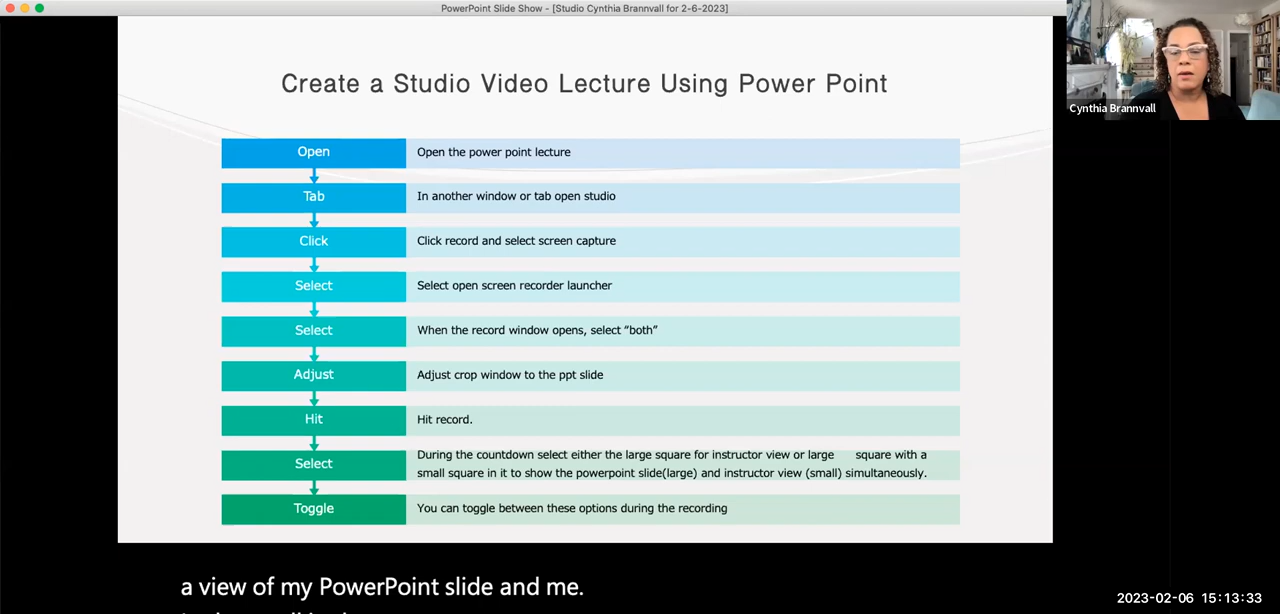 PowerPoint Slide Show - [Studio Cynthia Brannvall for 2-6-2023]
Create a Studio Video Lecture Using Power Point
Cynthia Brannvall
Open
Open the power point lecture
Tab
In another window or tab open studio
Click
Click record and select screen capture
Select
Select open screen recorder launcher
Select
When the record window opens, select “both”
Adjust
Adjust crop window to the ppt slide
Hit
Hit record.
Select
During the countdown select either the large square for instructor view or large square with a
small square in it to show the powerpoint slide(large) and instructor view (small) simultaneously.
Toggle
You can toggle between these options during the recording
a view of my PowerPoint slide and me.
2023-02-06 15:13:33